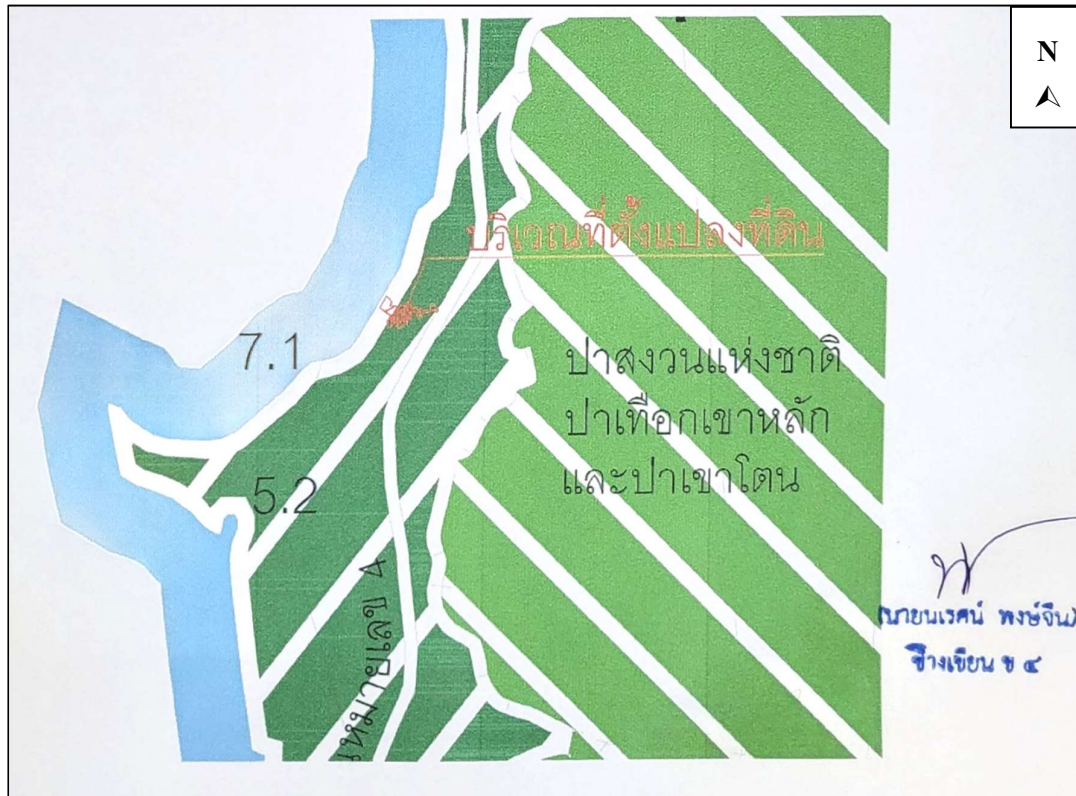 N
บริเวณที่ตั้งแปลงที่ดิน
7.1
ป่าสงวนแห่งชาติ
ป่าเทือกเขาหลัก
และป่าเขาโตน
5.2
หมายเลข 4
(นายนเรศน์ พงษ์จีน)
ช่างเขียน ข ๔